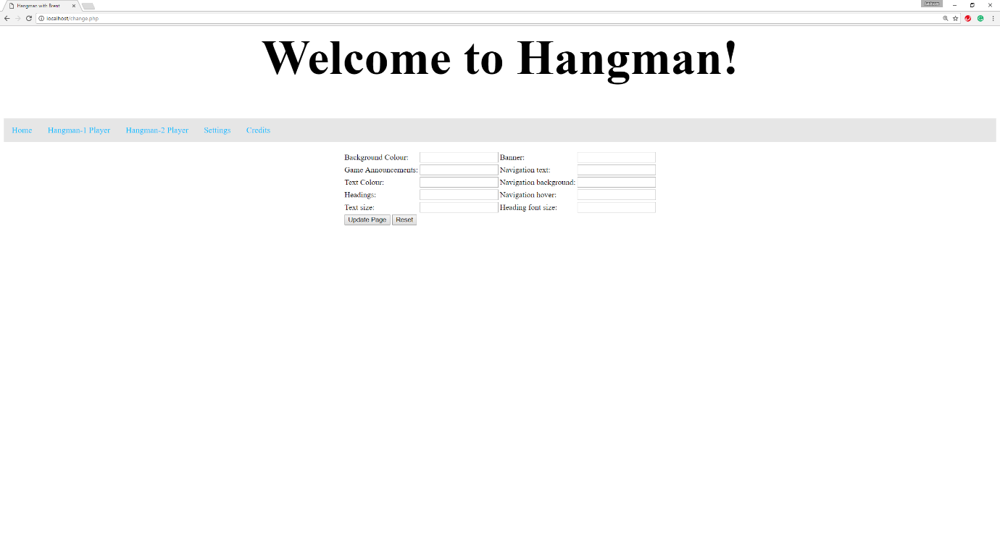 Hangman with Brent
Jackson
localhost/change.php
Welcome to Hangman!
Home Hangman-1 Player Hangman-2 Player Settings Credits
Background Colour: Banner:
Game Announcements: Navigation text:
Text Colour: Navigation background:
Headings: Navigation hover:
Text size: Heading font size:
Update Page Reset